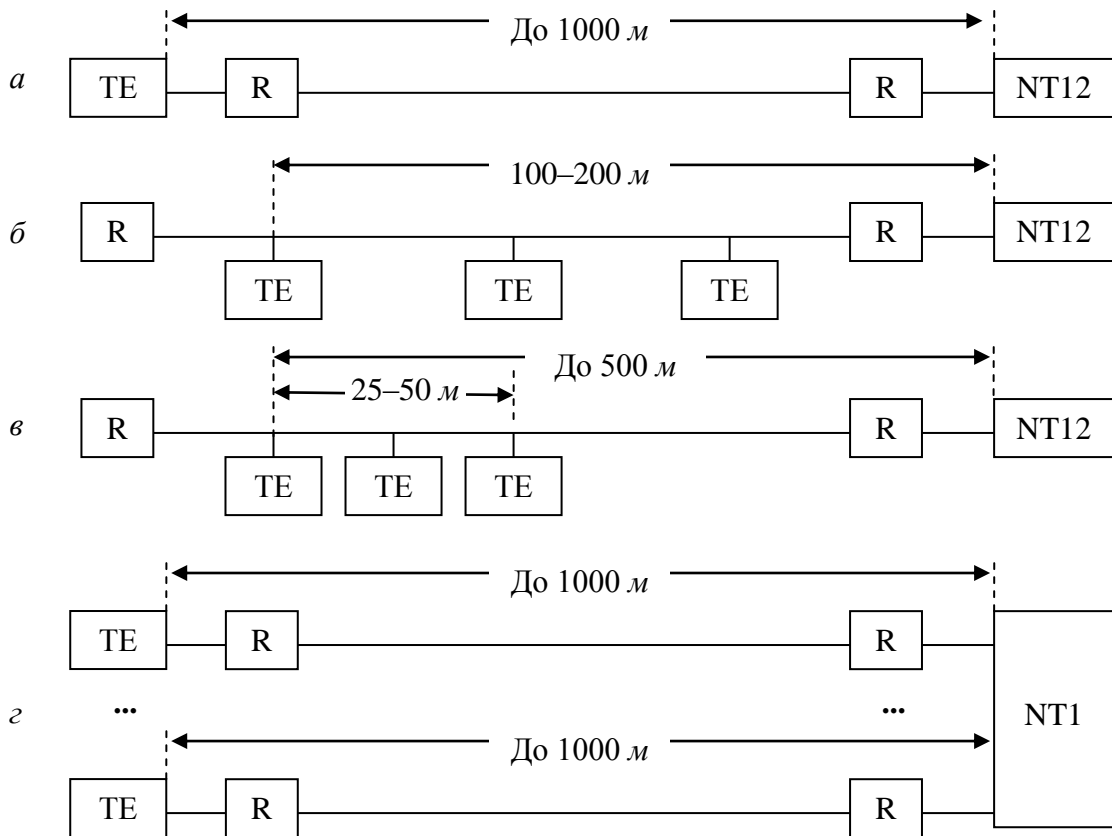 До 1000 м
а TE R R NT12
100–200 м
б R R NT12
TE TE TE
До 500 м
25–50 м
в R R NT12
TE TE TE
До 1000 м
TE R R
г ... ... NT1
До 1000 м
TE R R